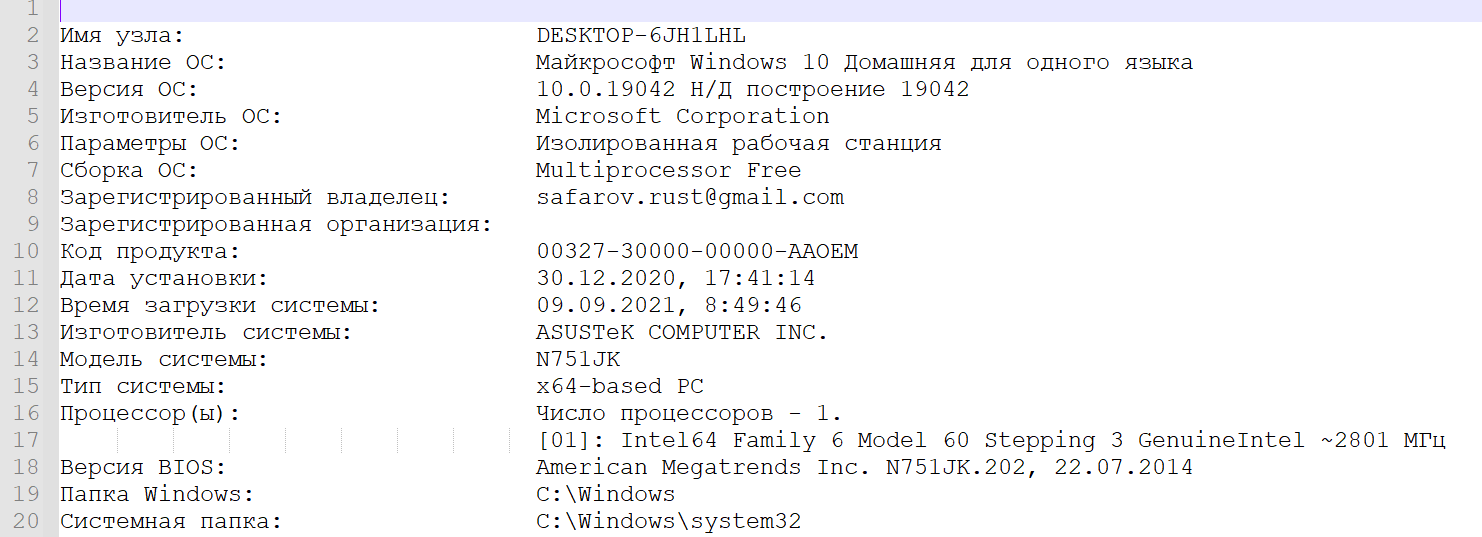 1
2 Имя узла: DESKTOP-6JH1LHL
3 Название ОС: Майкрософт Windows 10 Домашняя для одного языка
4 Версия ОС: 10.0.19042 Н/Д построение 19042
5 Изготовитель ОС: Microsoft Corporation
6 Параметры ОС: Изолированная рабочая станция
7 Сборка ОС: Multiprocessor Free
8 Зарегистрированный владелец: safarov.rust@gmail.com
9 Зарегистрированная организация:
10 Код продукта: 00327-30000-00000-AAOEM
11 Дата установки: 30.12.2020, 17:41:14
12 Время загрузки системы: 09.09.2021, 8:49:46
13 Изготовитель системы: ASUSTeK COMPUTER INC.
14 Модель системы: N751JK
15 Тип системы: x64-based PC
16 Процессор(ы): Число процессоров - 1.
17 [01]: Intel64 Family 6 Model 60 Stepping 3 GenuineIntel ~2801 МГц
18 Версия BIOS: American Megatrends Inc. N751JK.202, 22.07.2014
19 Папка Windows: C:\Windows
20 Системная папка: C:\Windows\system32